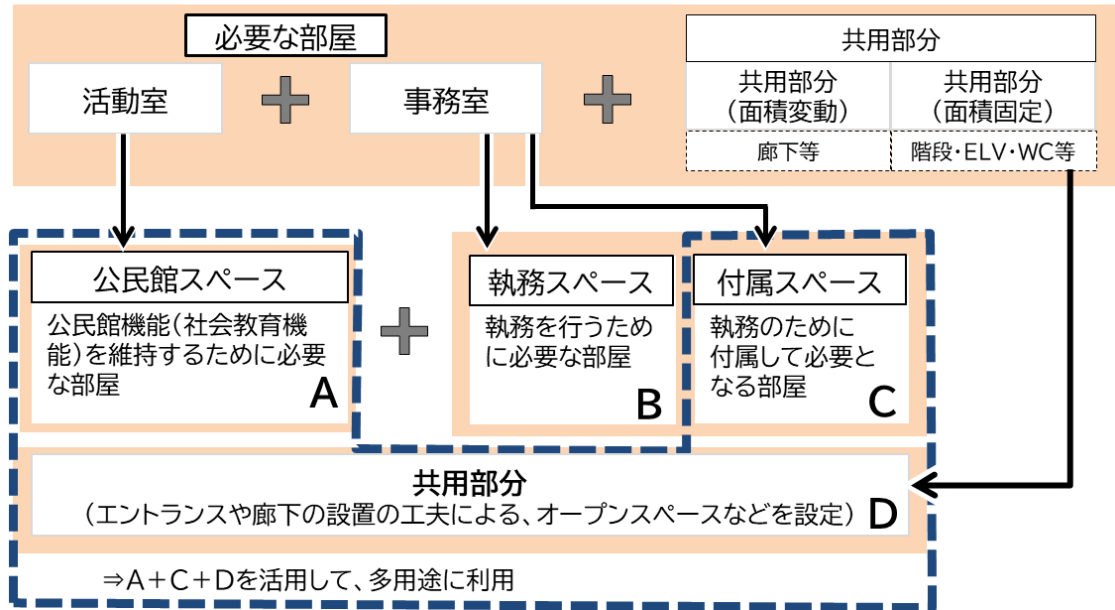 必要な部屋
活動室
事務室
共用部分
共用部分
(面積変動)
共用部分
(面積固定)
廊下等
階段・ELV・WC等
公民館スペース
公民館機能(社会教育機
能)を維持するために必要
な部屋
A
執務スペース
執務を行うため
に必要な部屋
B
付属スペース
執務のために
付属して必要と
なる部屋
C
共用部分
(エントランスや廊下の設置の工夫による、オープンスペースなどを設定)
D
⇒A+C+Dを活用して、多用途に利用